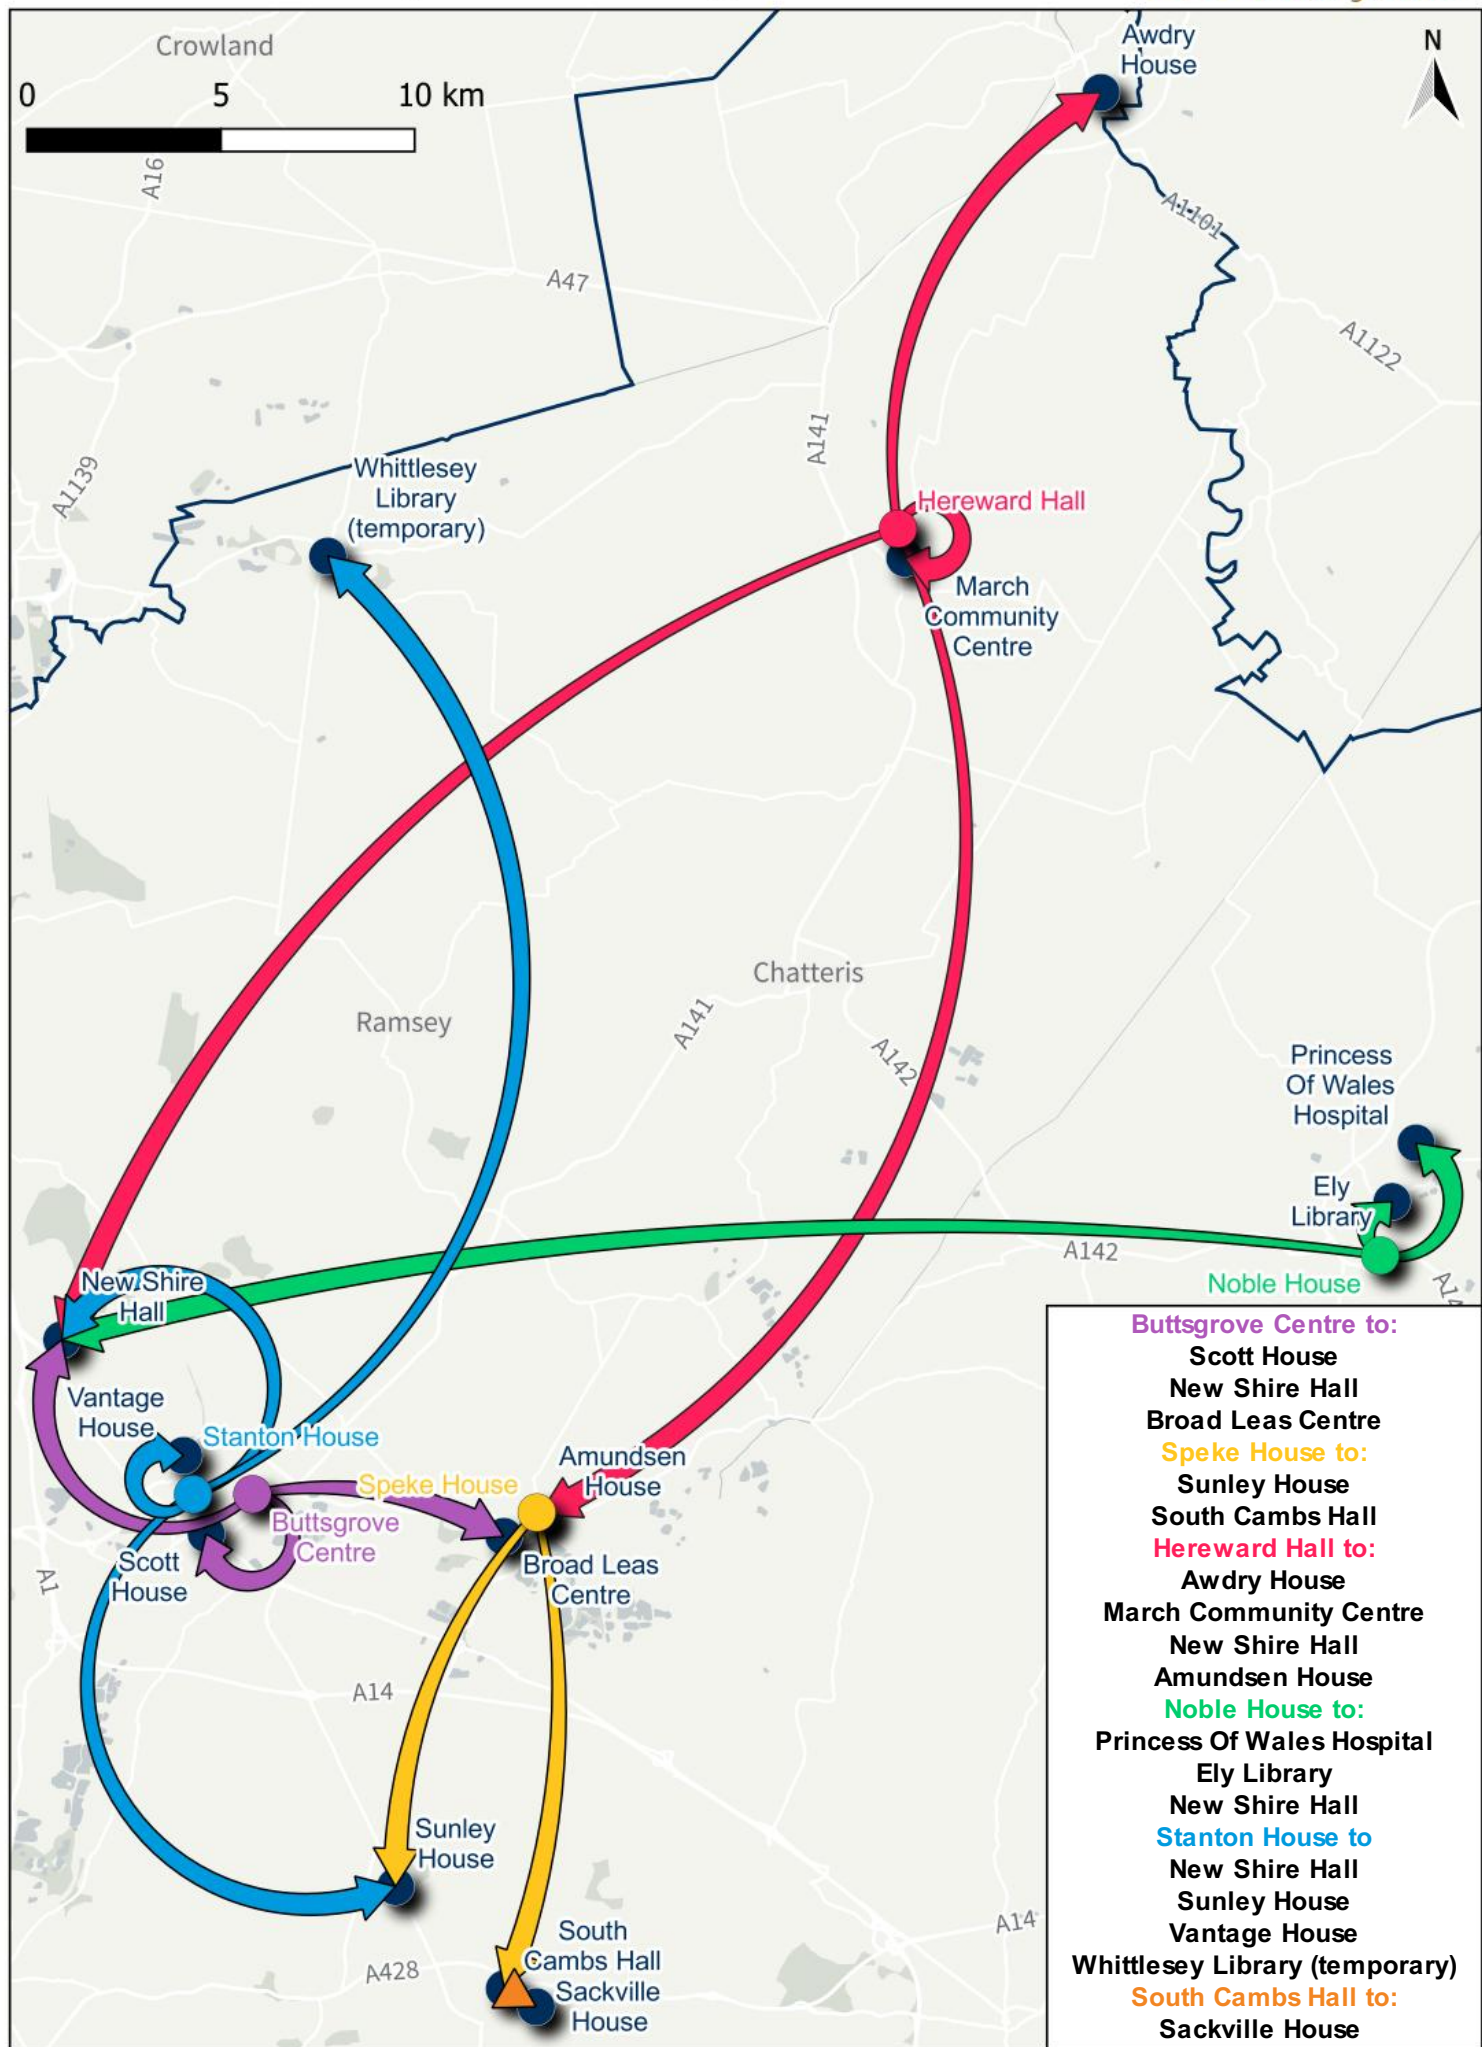 Crowland
0 5 10 km
A16
Awdry
House
N
A1101
A47
A1122
A141
A1139
Whittlesey
Library
(temporary)
Hereward Hall
March
Community
Centre
Chatteris
Ramsey
A141
A142
Princess
Of Wales
Hospital
Ely
Library
A142
Noble House
New Shire
Hall
Vantage
House
Stanton House
Speke House
Amundsen
House
Buttsgrove
Centre
Scott
House
Broad Leas
Centre
A1
A14
Sunley
House
South
Cambs Hall
Sackville
House
A428
A14
Buttsgrove Centre to:
Scott House
New Shire Hall
Broad Leas Centre
Speke House to:
Sunley House
South Cambs Hall
Hereward Hall to:
Awdry House
March Community Centre
New Shire Hall
Amundsen House
Noble House to:
Princess Of Wales Hospital
Ely Library
New Shire Hall
Stanton House to
New Shire Hall
Sunley House
Vantage House
Whittlesey Library (temporary)
South Cambs Hall to:
Sackville House